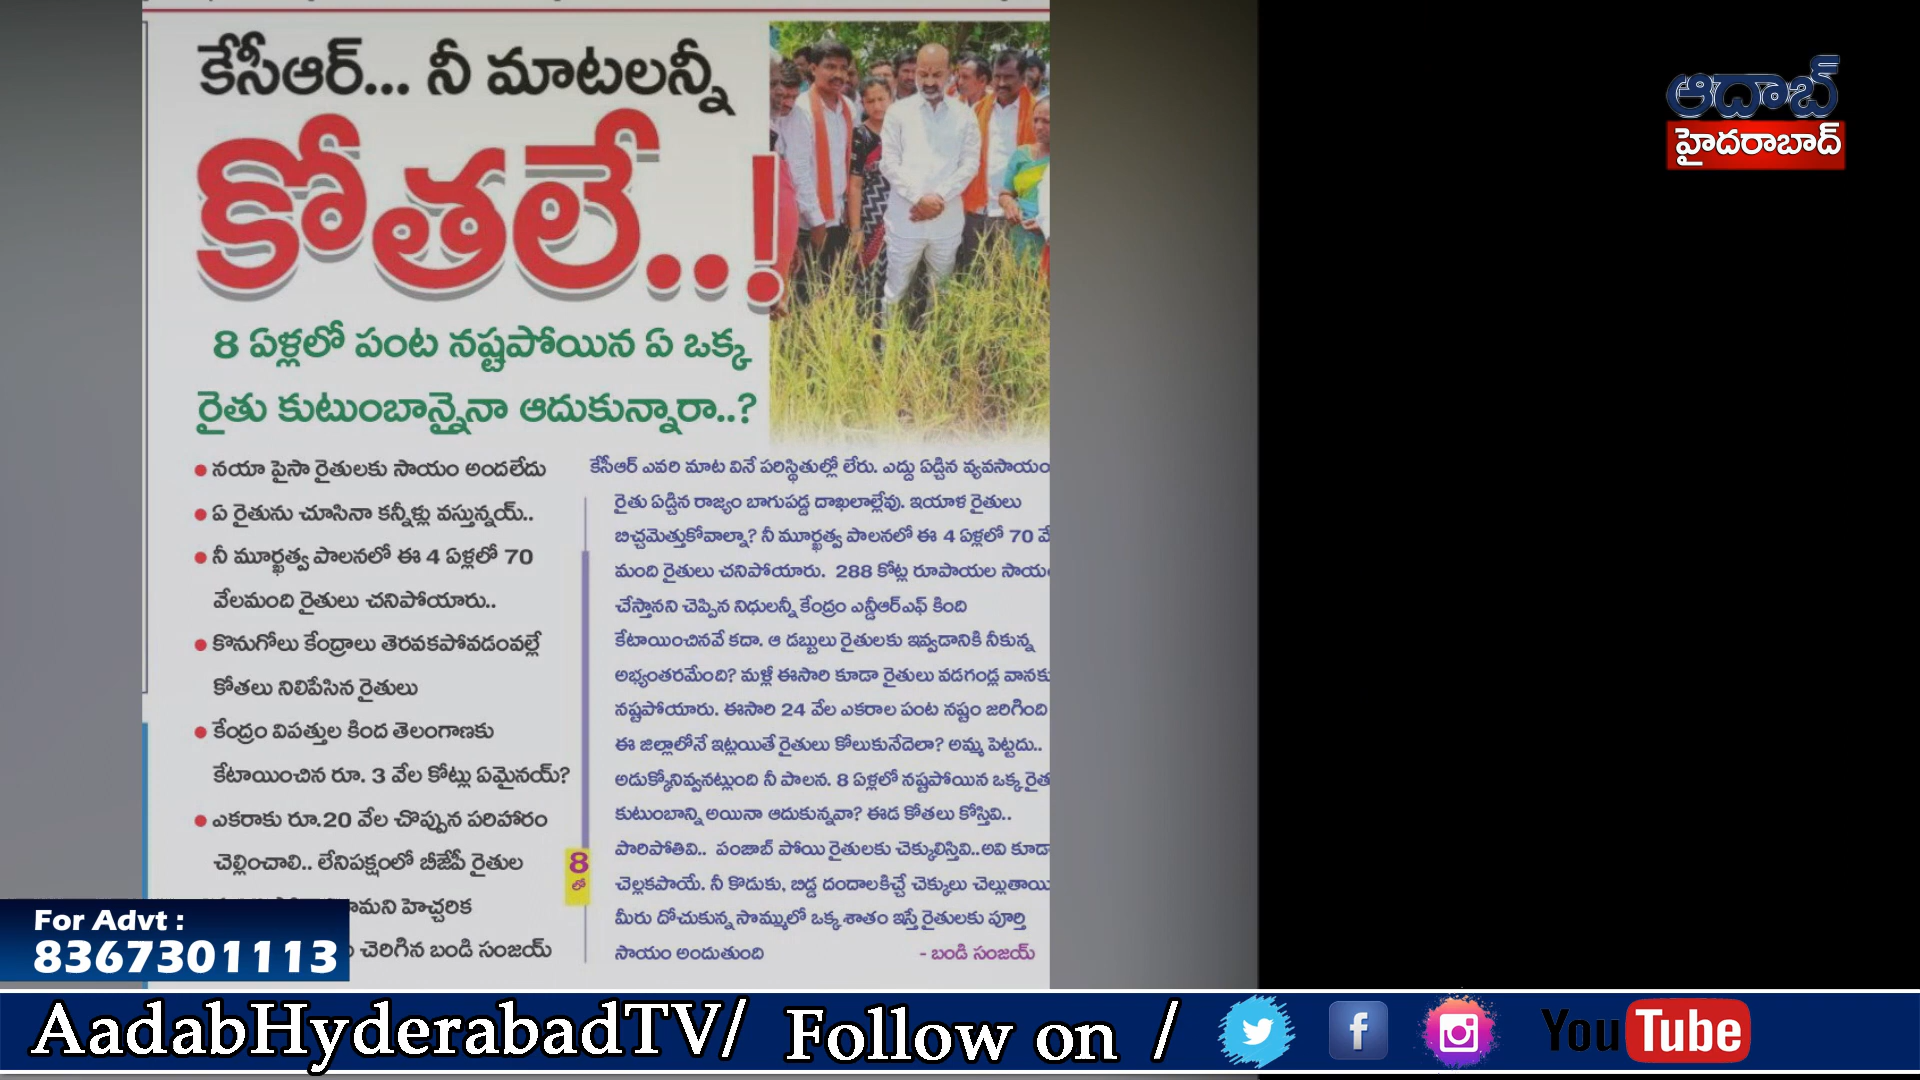 కేసీఆర్... నీ మాటలన్నీ
కోతలే..!
8 ఏళ్లలో పంట నష్టపోయిన ఏ ఒక్క
రైతు కుటుంబాన్నైనా ఆదుకున్నారా..?
నయా పైసా రైతులకు సాయం అందలేదు
ఏ రైతును చూసినా కన్నీళ్లు వస్తున్నయ్..
నీ మూర్ఖత్వ పాలనలో ఈ 4 ఏళ్లలో 70
వేలమంది రైతులు చనిపోయారు..
కొనుగోలు కేంద్రాలు తెరవకపోవడంవల్లే
కోతలు నిలిపేసిన రైతులు
కేంద్రం విపత్తుల కింద తెలంగాణకు
కేటాయించిన రూ. 3 వేల కోట్లు ఏమైనయ్?
ఎకరాకు రూ.20 వేల చొప్పున పరిహారం
చెల్లించాలి.. లేనిపక్షంలో బీజేపీ రైతుల
హెచ్చరిక
చెరిగిన బండి సంజయ్
8
లో
కేసీఆర్ ఎవరి మాట వినే పరిస్థితుల్లో లేరు. ఎద్దు ఏడ్చిన వ్యవసాయం
రైతు ఏడ్చిన రాజ్యం బాగుపడ్డ దాఖలాల్లేవు. ఇయాళ రైతులు
బిచ్చమెత్తుకోవాల్నా? నీ మూర్ఖత్వ పాలనలో ఈ 4 ఏళ్లలో 70
మంది రైతులు చనిపోయారు. 288 కోట్ల రూపాయల
చేస్తానని చెప్పిన నిధులన్నీ కేంద్రం ఎన్డీఆర్ఎఫ్ కింది
కేటాయించినవే కదా. ఆ డబ్బులు రైతులకు ఇవ్వడానికి నీకున్న
అభ్యంతరమేంది? మళ్లీ ఈసారి కూడా రైతులు వడగండ్ల వానకు
నష్టపోయారు. ఈసారి 24 వేల ఎకరాల పంట నష్టం జరిగింది
ఈ జిల్లాలోనే ఇట్లయితే రైతులు కోలుకునేదెలా? అమ్మ పెట్టదు..
అడుక్కోనివ్వనట్లుంది నీ పాలన. 8 ఏళ్లలో నష్టపోయిన ఒక్క రైతు
కుటుంబాన్ని అయినా ఆదుకున్నవా? ఈడ కోతలు కోస్తివి..
పారిపోతివి.. పంజాబ్ పోయి రైతులకు చెక్కులిస్తివి..అవి కూడా
చెల్లకపాయే. నీ కొడుకు, బిడ్డ దందాలకిచ్చే చెక్కులు
మీరు దోచుకున్న సొమ్ములో ఒక్క శాతం ఇస్తే రైతులకు పూర్తి
సాయం అందుతుంది
- బండి సంజయ్
ఆదాబ్
హైదరాబాద్
For Advt :
8367301113
AadabHyderabadTV/ Follow on /
YouTube